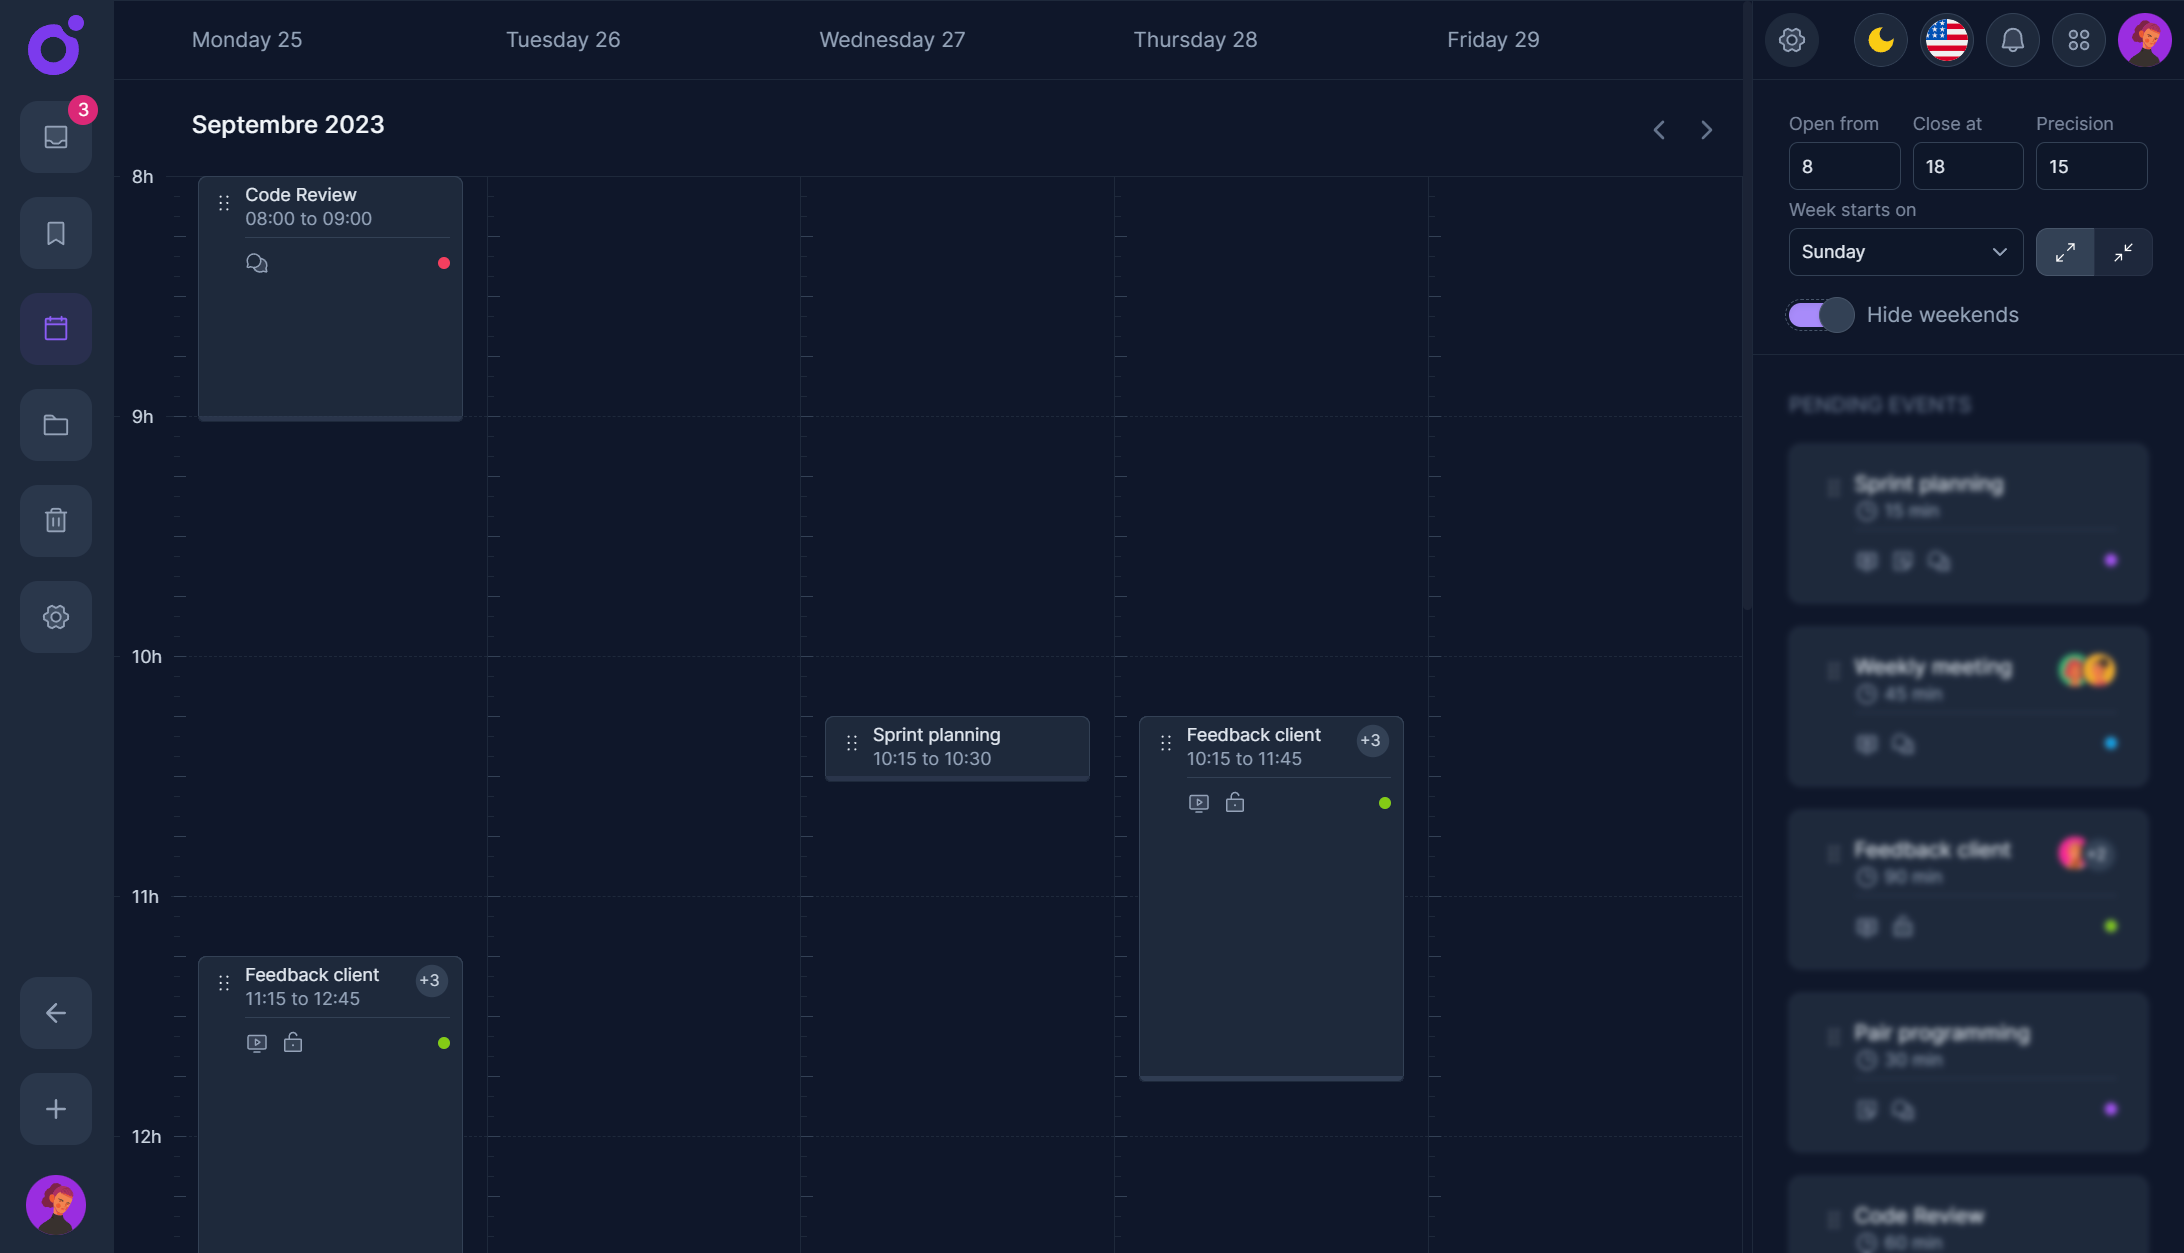 Monday 25
Tuesday 26
Wednesday 27
Thursday 28
Friday 29
3
Septembre 2023
8h
9h
10h
11h
12h
Code Review
08:00 to 09:00
Feedback client
+3
11:15 to 12:45
Sprint planning
10:15 to 10:30
Feedback client
+3
10:15 to 11:45
Open from
Close at
Precision
8
18
15
Week starts on
Sunday
Hide weekends
PENDING EVENTS
Sprint planning
15 min
Weekly meeting
45 min
Feedback client
+2
90 min
Pair programming
30 min
Code Review
60 min